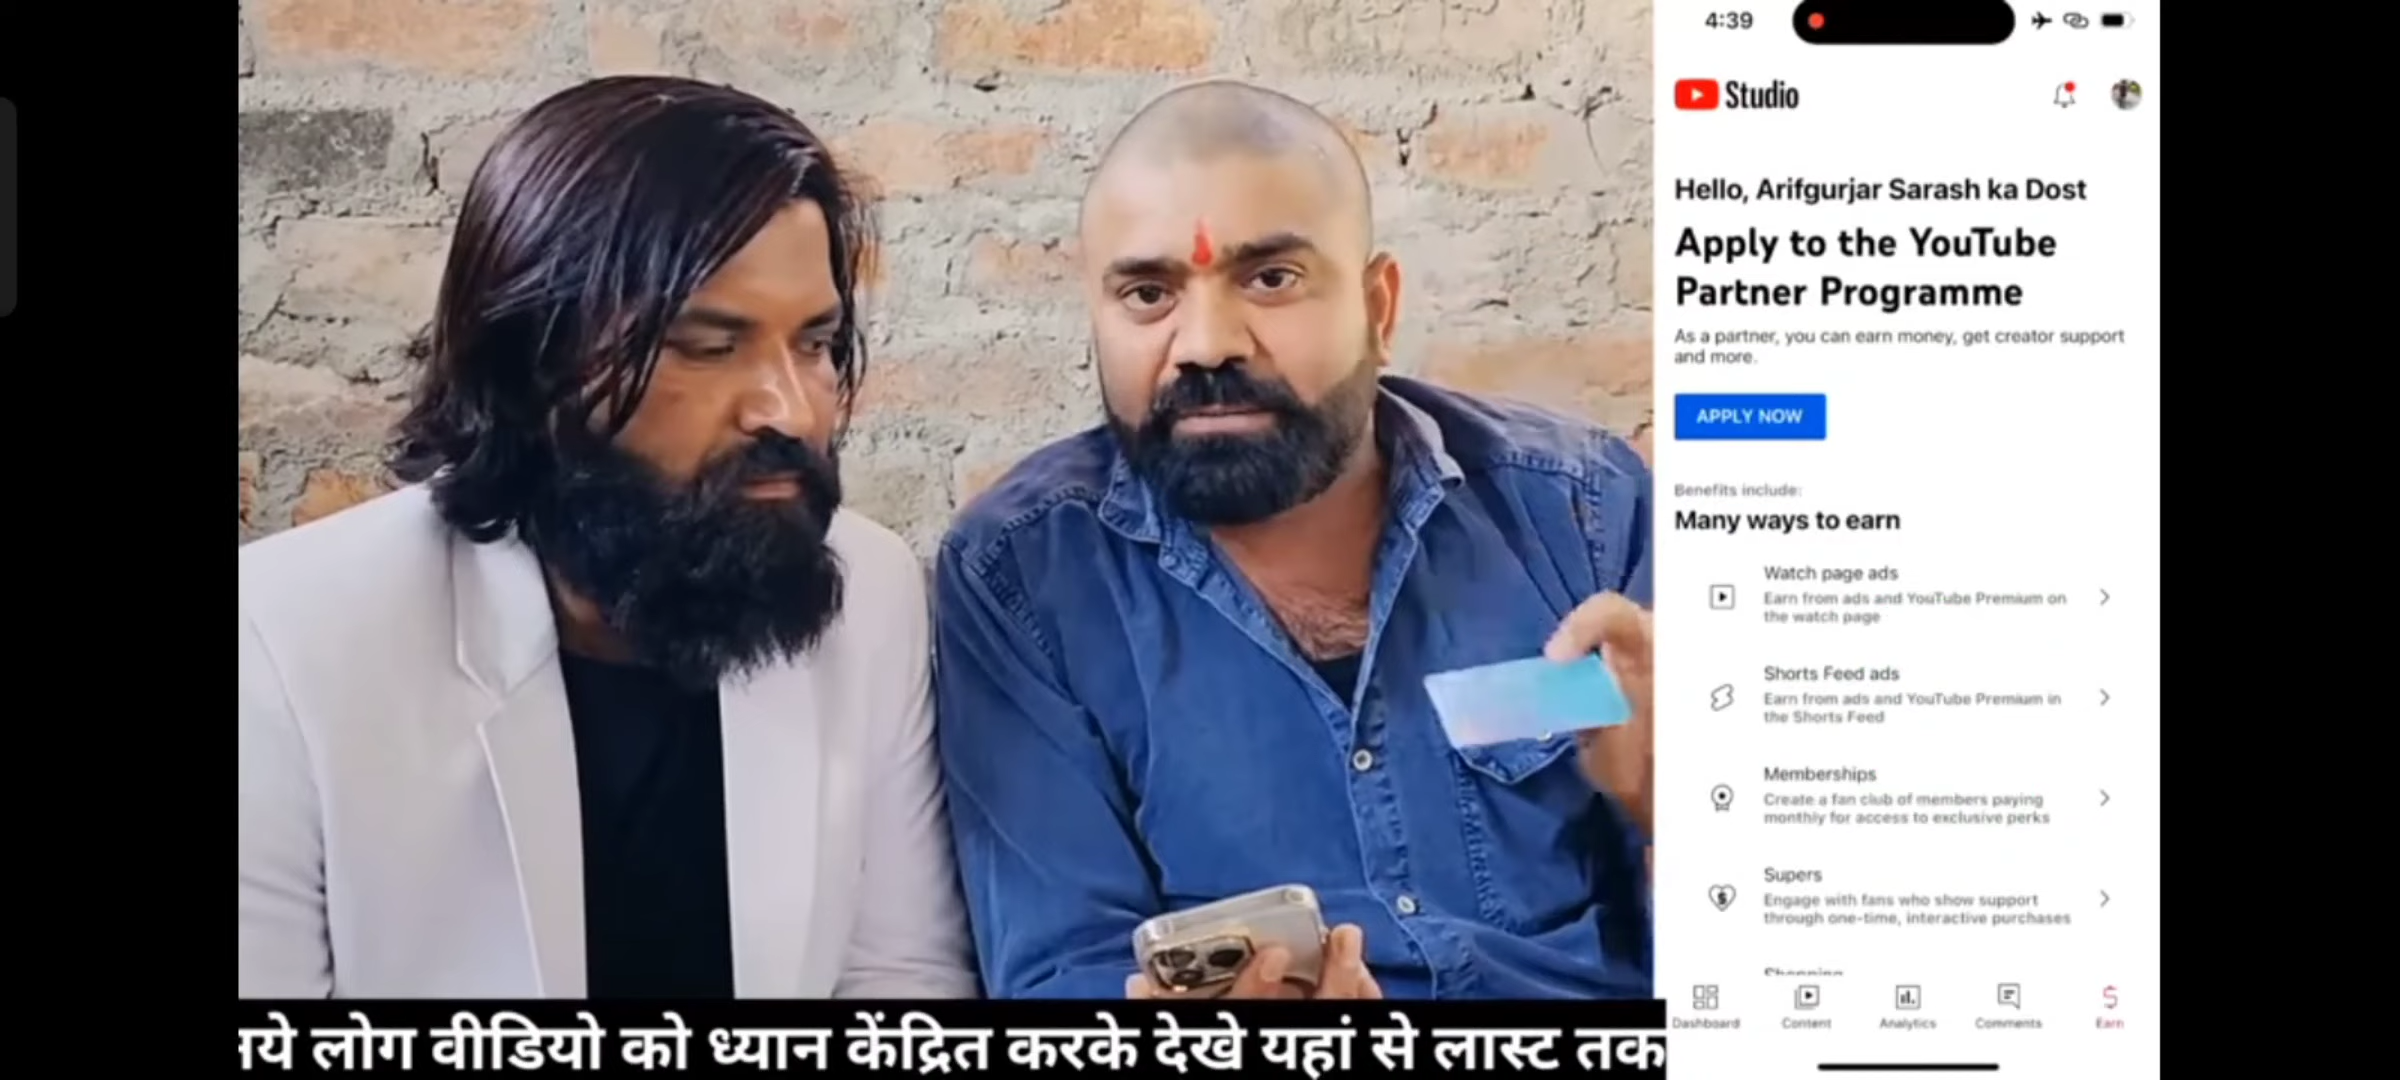 4:39
Studio
Hello, Arifgurjar Sarash ka Dost
Apply to the YouTube
Partner Programme
As a partner, you can earn money, get creator support
and more.
APPLY NOW
Benefits include:
Many ways to earn
Watch page ads
Earn from ads and YouTube Premium on
the watch page
Shorts Feed ads
Earn from ads and YouTube Premium in
the Shorts Feed
Memberships
Create a fan club of members paying
monthly for access to exclusive perks
Supers
Engage with fans who show support
through one-time, interactive purchases
Dashboard
Content
Analytics
Comments
Earn
लोग वीडियो को ध्यान केंद्रित करके देखे यहां से लास्ट तक